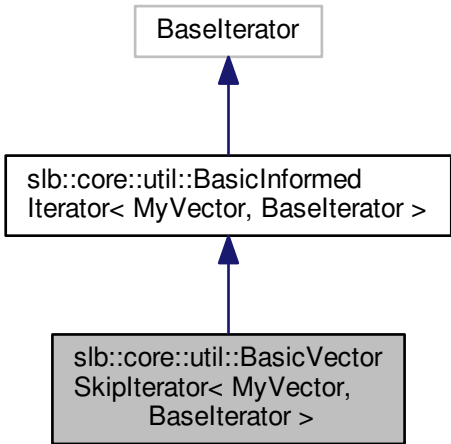 BaseIterator
slb::core::util::BasicInformed
Iterator< MyVector, BaseIterator >
slb::core::util::BasicVector
SkipIterator< MyVector,
BaseIterator >